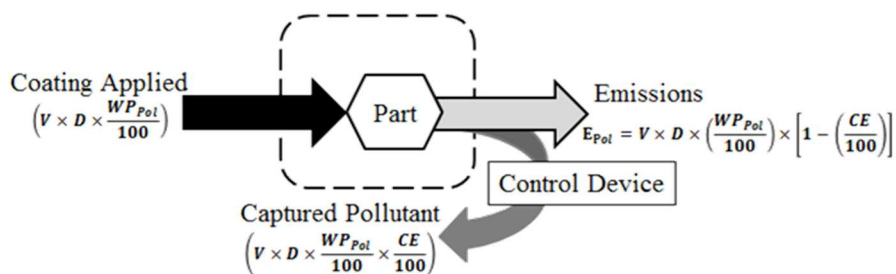 Coating Applied
(V × D × WP_Pol/100)
Part
Emissions
E_Pol = V × D × (WP_Pol/100) × [1 − (CE/100)]
Control Device
Captured Pollutant
(V × D × WP_Pol/100 × CE/100)